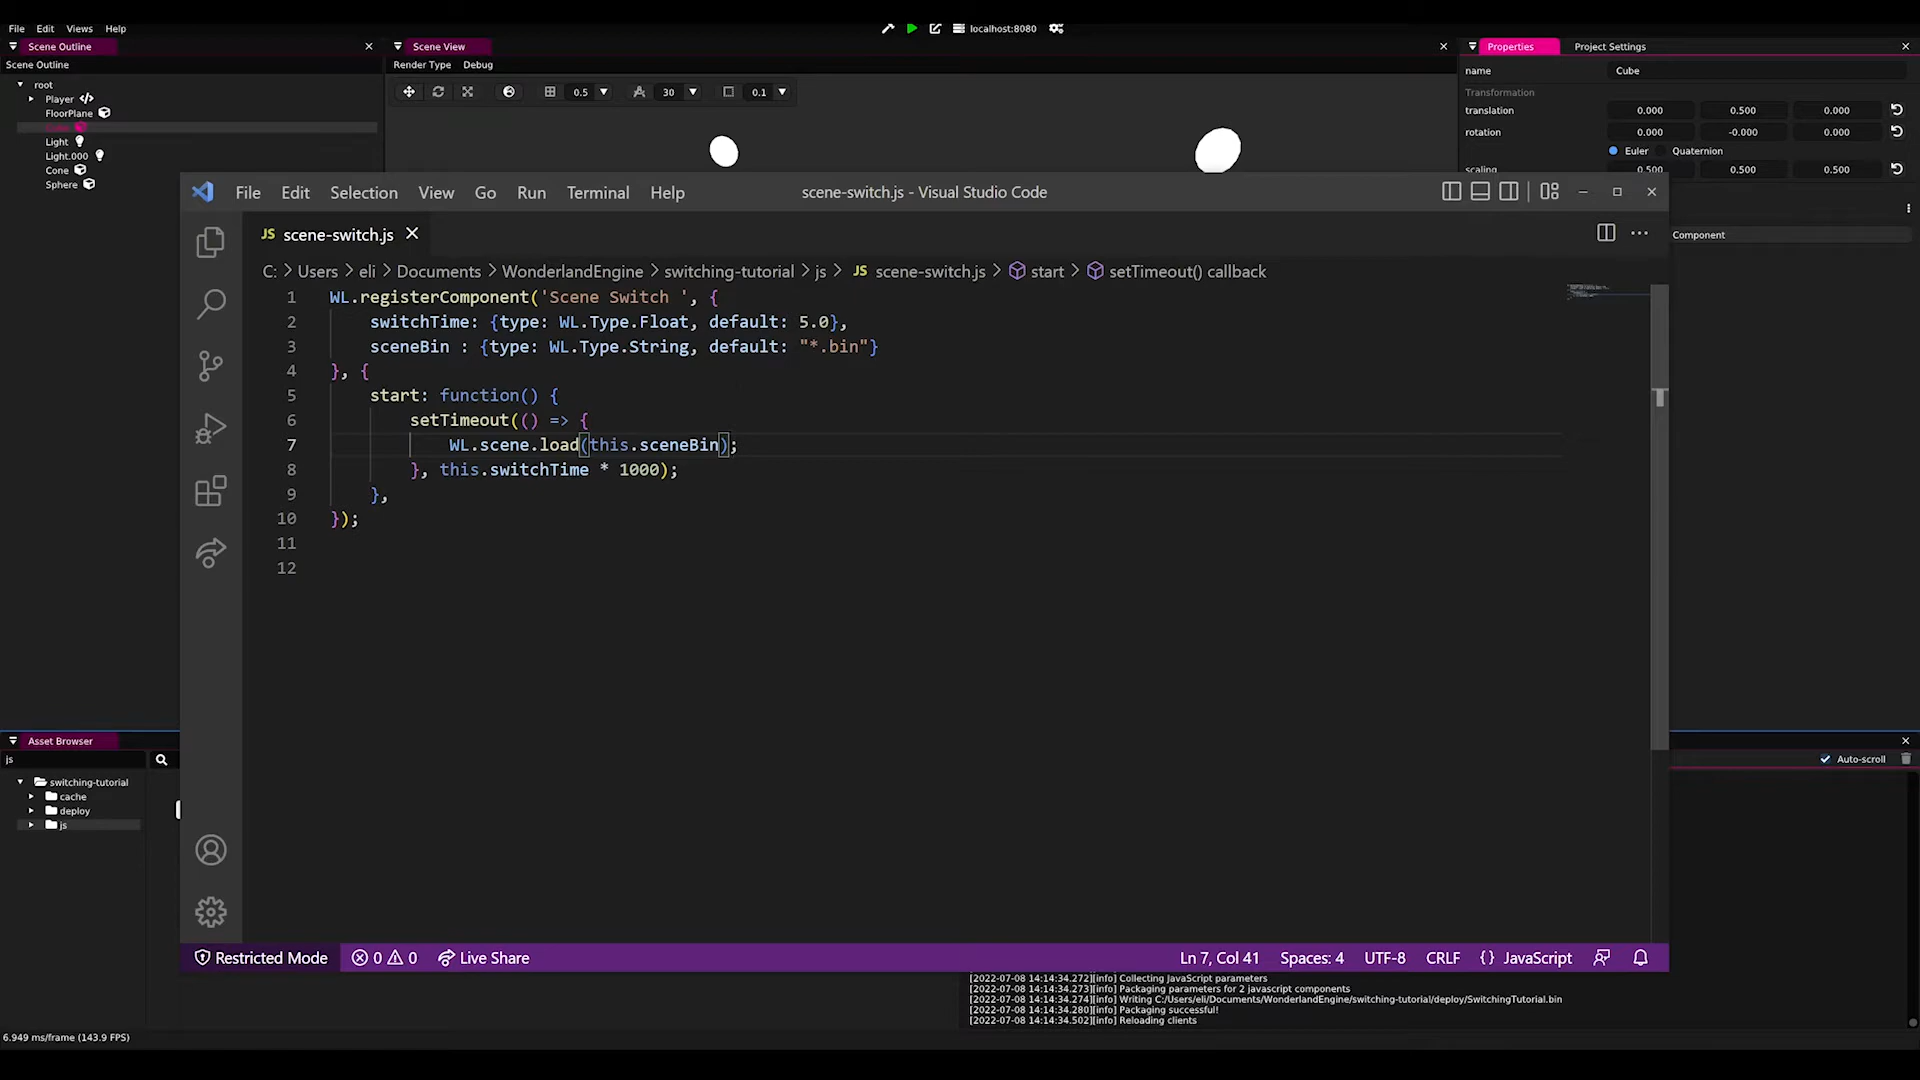 File Edit Views Help
localhost:8080
Scene Outline
Scene View
Properties Project Settings
Scene Outline
Render Type Debug
name Cube
root
Player
FloorPlane
Light
Light.000
Cone
Sphere
0.5 30 0.1
Transformation
translation 0.000 0.500 0.000
rotation 0.000 -0.000 0.000
Euler Quaternion
scaling 0.500 0.500 0.500
Component
File Edit Selection View Go Run Terminal Help
scene-switch.js - Visual Studio Code
JS scene-switch.js
C: > Users > eli > Documents > WonderlandEngine > switching-tutorial > js > JS scene-switch.js > start > setTimeout() callback
1 WL.registerComponent('Scene Switch ', {
2 switchTime: {type: WL.Type.Float, default: 5.0},
3 sceneBin : {type: WL.Type.String, default: "*.bin"}
4 }, {
5 start: function() {
6 setTimeout(() => {
7 WL.scene.load(this.sceneBin);
8 }, this.switchTime * 1000);
9 },
10 });
11
12
Restricted Mode 0 0 Live Share
Ln 7, Col 41 Spaces: 4 UTF-8 CRLF {} JavaScript
Asset Browser
js
switching-tutorial
cache
deploy
js
Auto-scroll
[2022-07-08 14:14:34.272][info] Collecting JavaScript parameters
[2022-07-08 14:14:34.273][info] Packaging parameters for 2 javascript components
[2022-07-08 14:14:34.274][info] Writing C:/Users/eli/Documents/WonderlandEngine/switching-tutorial/deploy/SwitchingTutorial.bin
[2022-07-08 14:14:34.280][info] Packaging successful!
[2022-07-08 14:14:34.502][info] Reloading clients
6.949 ms/frame (143.9 FPS)